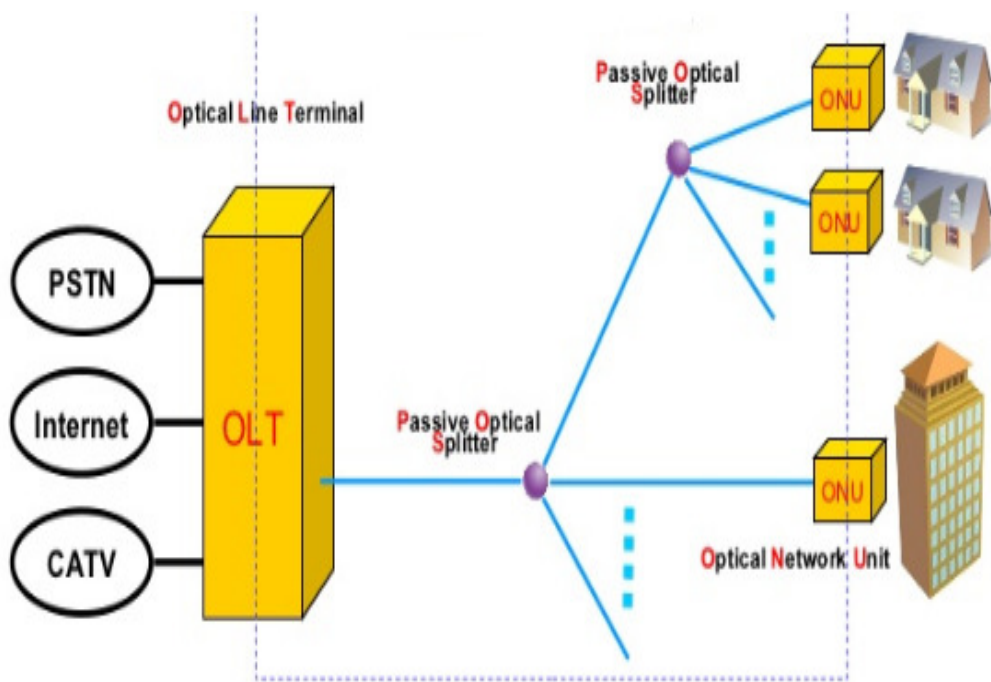 Passive Optical
Splitter
ONU
Optical Line Terminal
ONU
PSTN
Internet
OLT
CATV
Passive Optical
Splitter
ONU
Optical Network Unit